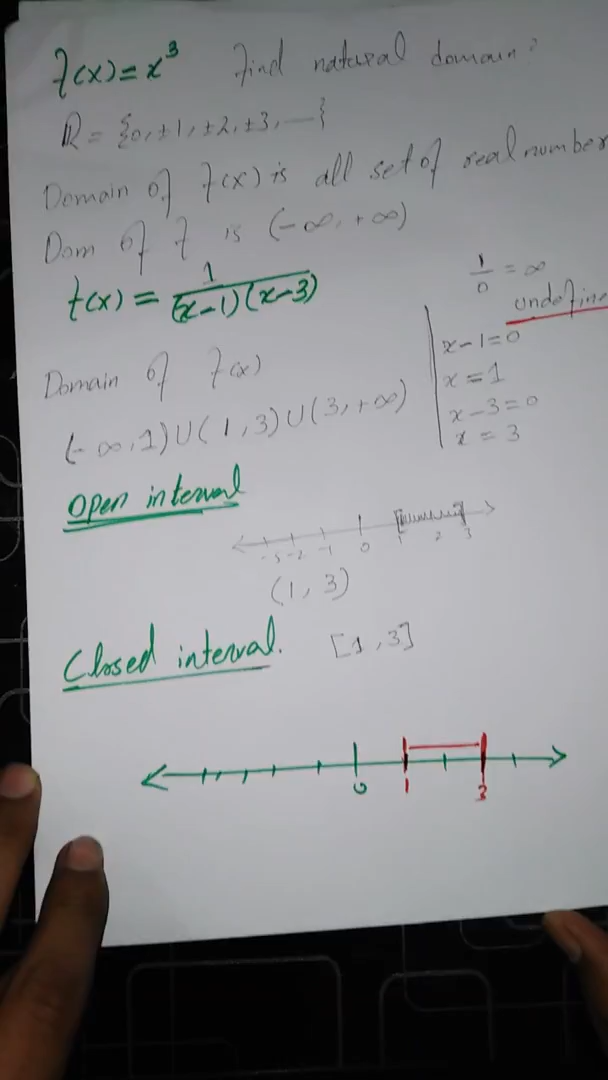 f(x) = x³ find natural domain?
R = {0, ±1, ±2, ±3, —}
Domain of f(x) is all set of real number
Dom of f is (-∞, +∞)
f(x) = 1/(x-1)(x-3)
1/0 = ∞
undefine
x-1=0
x=1
x-3=0
x=3
Domain of f(x)
(-∞,1)∪(1,3)∪(3,+∞)
Open interval
-3 -2 -1 0 1 2 3
(1, 3)
Closed interval. [1, 3]
0 1 3